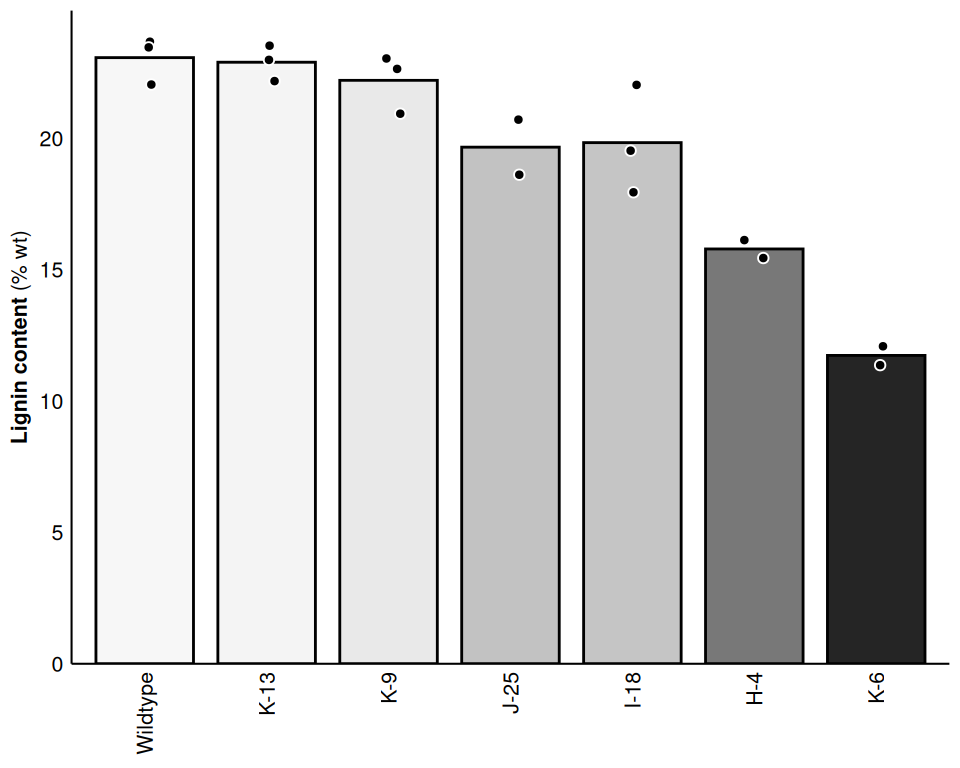 Lignin content (% wt)
20
15
10
5
0
Wildtype
K-13
K-9
J-25
I-18
H-4
K-6